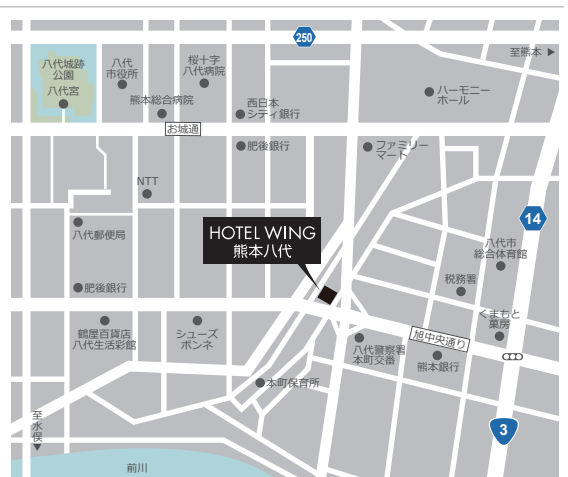 250
至熊本 ▶
八代城跡
公園
八代宮
八代
市役所
桜十字
八代病院
熊本総合病院
西日本
シティ銀行
ハーモニー
ホール
お城通
肥後銀行
ファミリー
マート
NTT
14
八代郵便局
HOTEL WING
熊本八代
八代市
総合体育館
税務署
肥後銀行
くまもと
菓房
鶴屋百貨店
八代生活彩館
シューズ
ボンネ
旭中央通り
八代警察署
本町交番
熊本銀行
本町保育所
至
水
俣
▼
3
前川